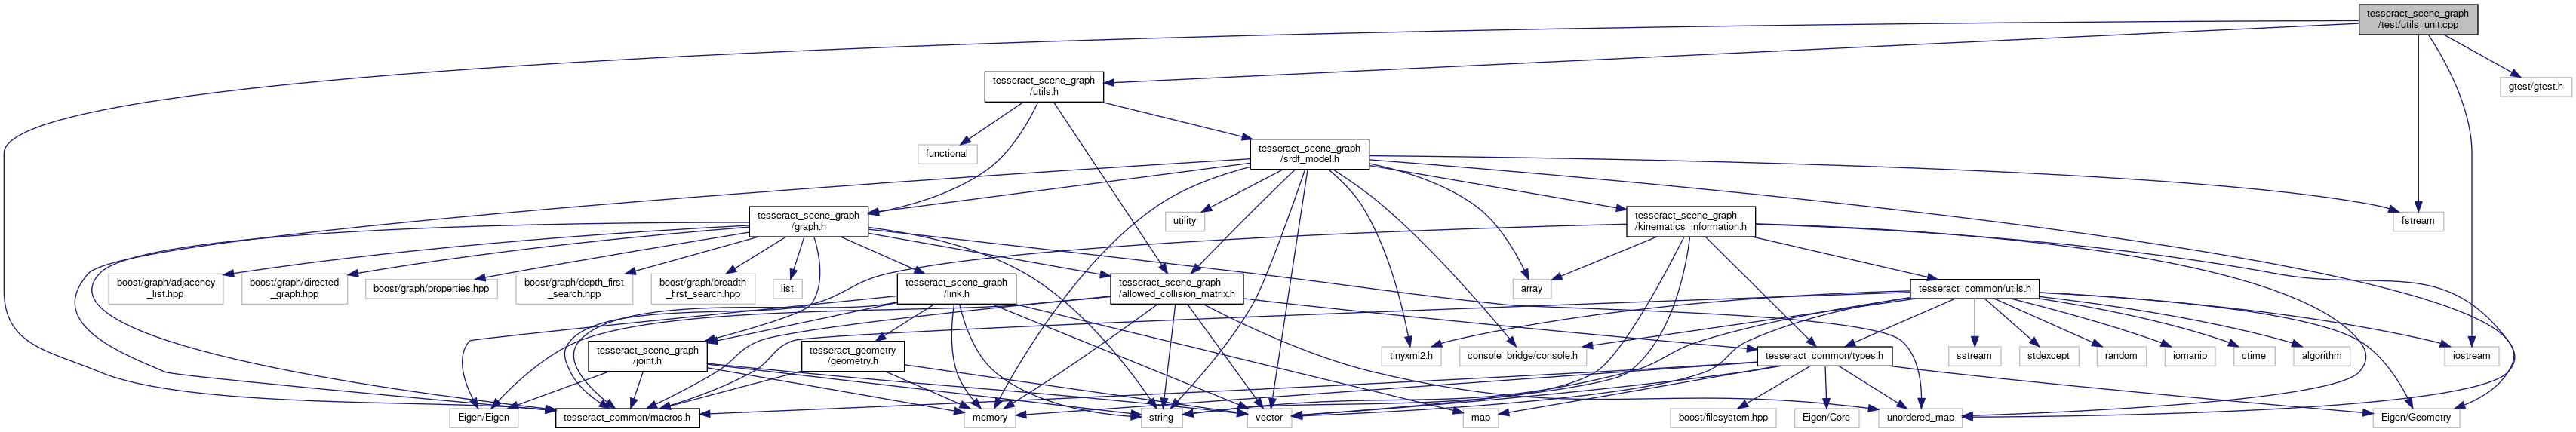 tesseract_scene_graph
/test/utils_unit.cpp
tesseract_scene_graph
/utils.h
gtest/gtest.h
functional
tesseract_scene_graph
/srdf_model.h
tesseract_scene_graph
/graph.h
utility
tesseract_scene_graph
/kinematics_information.h
fstream
boost/graph/adjacency
_list.hpp
boost/graph/directed
_graph.hpp
boost/graph/properties.hpp
boost/graph/depth_first
_search.hpp
boost/graph/breadth
_first_search.hpp
list
tesseract_scene_graph
/link.h
tesseract_scene_graph
/allowed_collision_matrix.h
array
tesseract_common/utils.h
tesseract_scene_graph
/joint.h
tesseract_geometry
/geometry.h
tinyxml2.h
console_bridge/console.h
tesseract_common/types.h
sstream
stdexcept
random
iomanip
ctime
algorithm
iostream
Eigen/Eigen
tesseract_common/macros.h
memory
string
vector
map
boost/filesystem.hpp
Eigen/Core
unordered_map
Eigen/Geometry